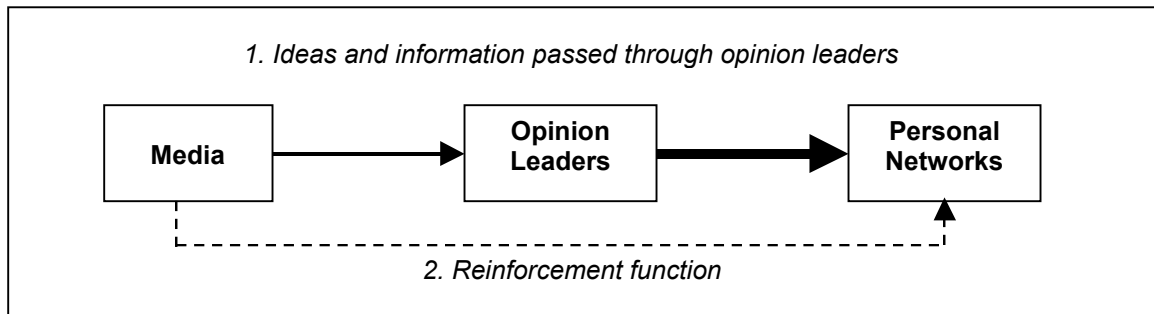 1. Ideas and information passed through opinion leaders
Media
Opinion
Leaders
Personal
Networks
2. Reinforcement function